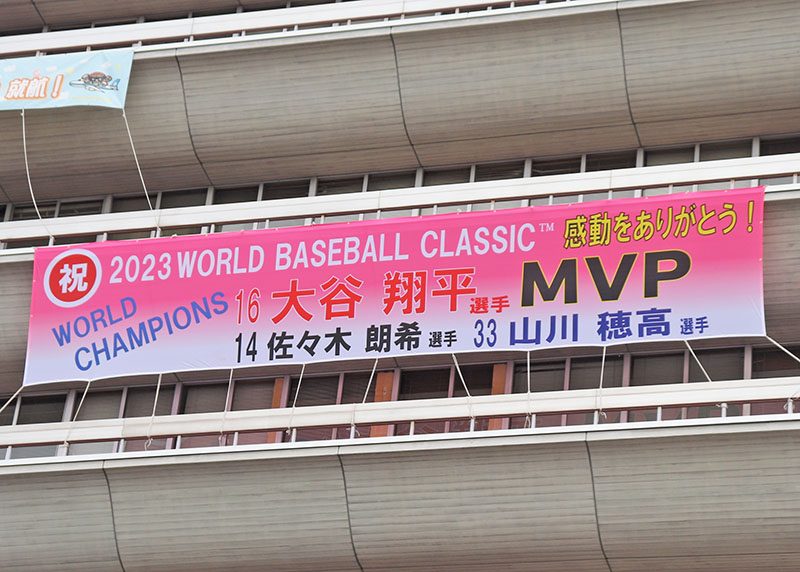 就航!
祝
2023 WORLD BASEBALL CLASSIC™
感動をありがとう!
WORLD CHAMPIONS
16 大谷 翔平選手 MVP
14 佐々木 朗希 選手 33 山川 穂高 選手